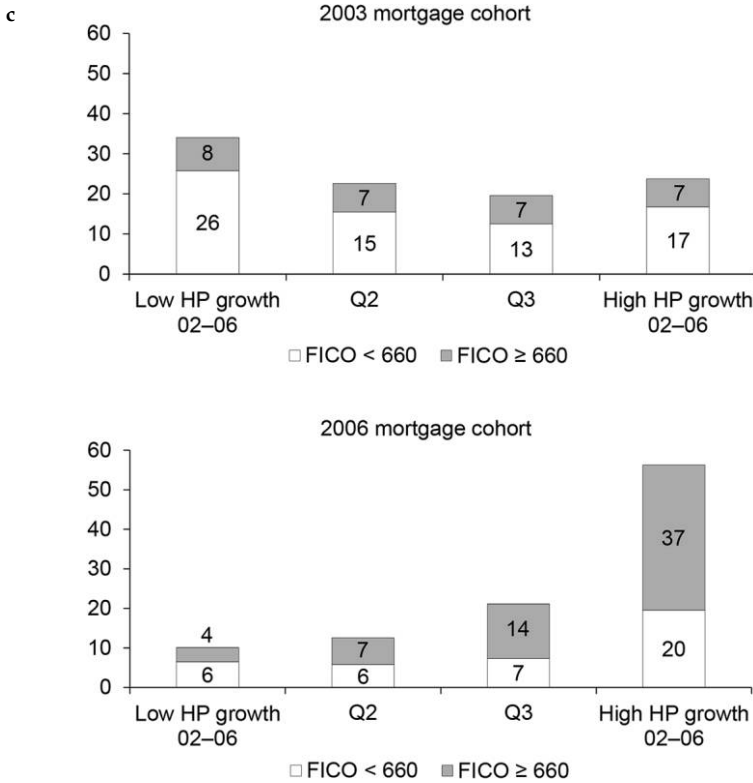 c
2003 mortgage cohort
60
50
40
30
20
10
0
8
26
7
15
7
13
7
17
Low HP growth
02–06
Q2
Q3
High HP growth
02–06
FICO < 660
FICO ≥ 660
2006 mortgage cohort
60
50
40
30
20
10
0
4
6
7
6
14
7
37
20
Low HP growth
02–06
Q2
Q3
High HP growth
02–06
FICO < 660
FICO ≥ 660